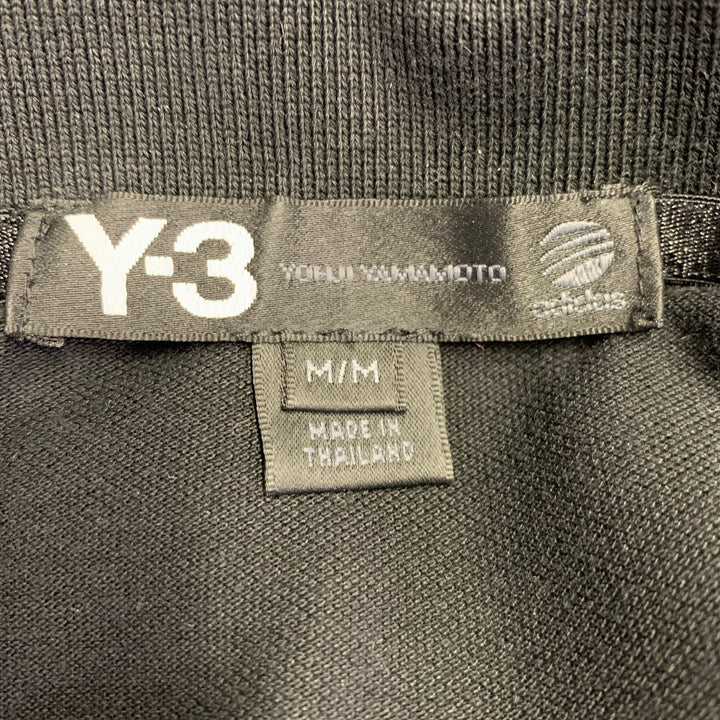 Y-3 YOHJI YAMAMOTO adidas
M/M
MADE IN
THAILAND